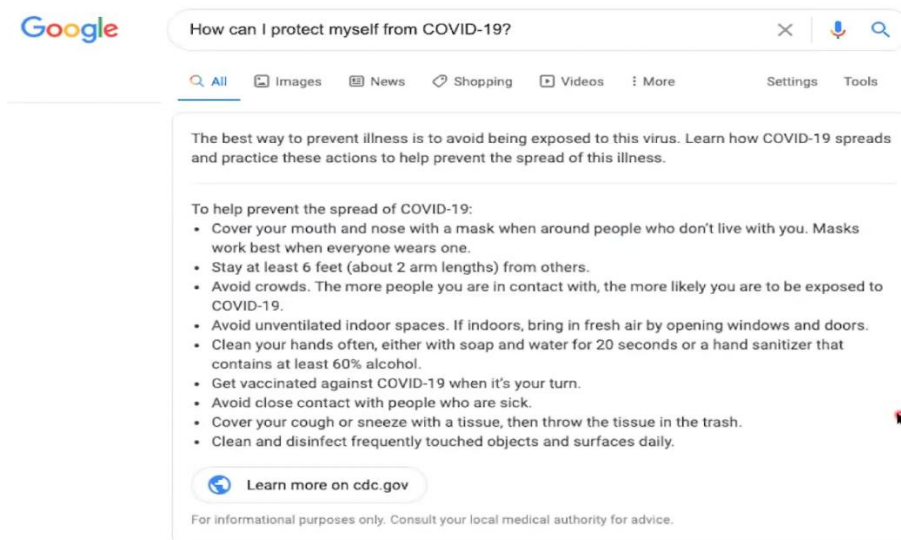 Google
How can I protect myself from COVID-19?
All Images News Shopping Videos More Settings Tools
The best way to prevent illness is to avoid being exposed to this virus. Learn how COVID-19 spreads
and practice these actions to help prevent the spread of this illness.
To help prevent the spread of COVID-19:
• Cover your mouth and nose with a mask when around people who don't live with you. Masks
work best when everyone wears one.
• Stay at least 6 feet (about 2 arm lengths) from others.
• Avoid crowds. The more people you are in contact with, the more likely you are to be exposed to
COVID-19.
• Avoid unventilated indoor spaces. If indoors, bring in fresh air by opening windows and doors.
• Clean your hands often, either with soap and water for 20 seconds or a hand sanitizer that
contains at least 60% alcohol.
• Get vaccinated against COVID-19 when it's your turn.
• Avoid close contact with people who are sick.
• Cover your cough or sneeze with a tissue, then throw the tissue in the trash.
• Clean and disinfect frequently touched objects and surfaces daily.
Learn more on cdc.gov
For informational purposes only. Consult your local medical authority for advice.